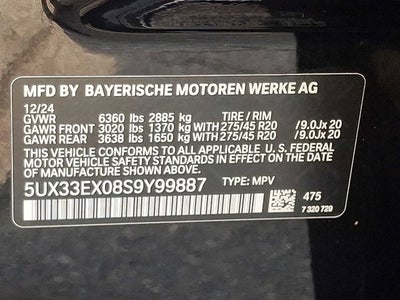 MFD BY BAYERISCHE MOTOREN WERKE AG
12/24
GVWR 6360 lbs 2885 kg TIRE / RIM
GAWR FRONT 3020 lbs 1370 kg WITH 275/45 R20 /9.0Jx 20
GAWR REAR 3638 lbs 1650 kg WITH 275/45 R20 /9.0Jx 20
THIS VEHICLE CONFORMS TO ALL APPLICABLE U. S. FEDERAL
MOTOR VEHICLE SAFETY STANDARDS IN EFFECT
ON THE DATE OF MANUFACTURE SHOWN ABOVE.
5UX33EX08S9Y99887 TYPE: MPV
475
7 320 729